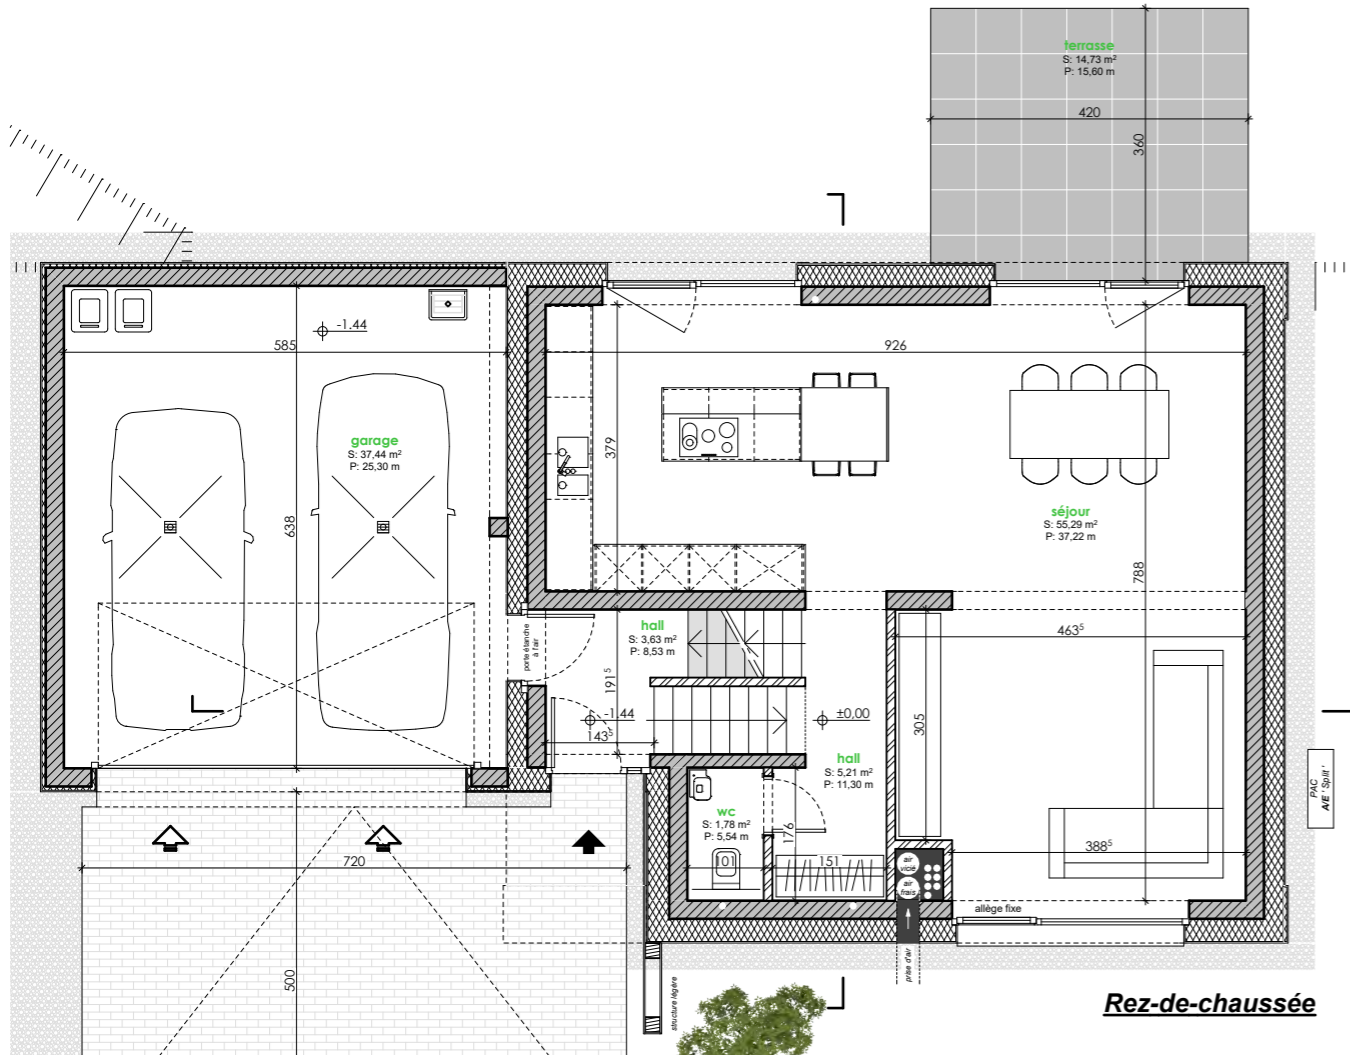 terrasse
S: 14,73 m²
P: 15,60 m
420
360
-1.44
585
926
garage
S: 37,44 m²
P: 25,30 m
379
638
séjour
S: 55,29 m²
P: 37,22 m
788
hall
S: 3,63 m²
P: 8,53 m
porte étanche
à l'air
463⁵
191⁵
-1.44
143⁵
±0,00
305
hall
S: 5,21 m²
P: 11,30 m
wc
S: 1,78 m²
P: 5,54 m
176
101
151
388⁵
air
vicié
air
frais
allège fixe
prise d'air
PAC
A/E ' Split '
720
500
structure légère
Rez-de-chaussée